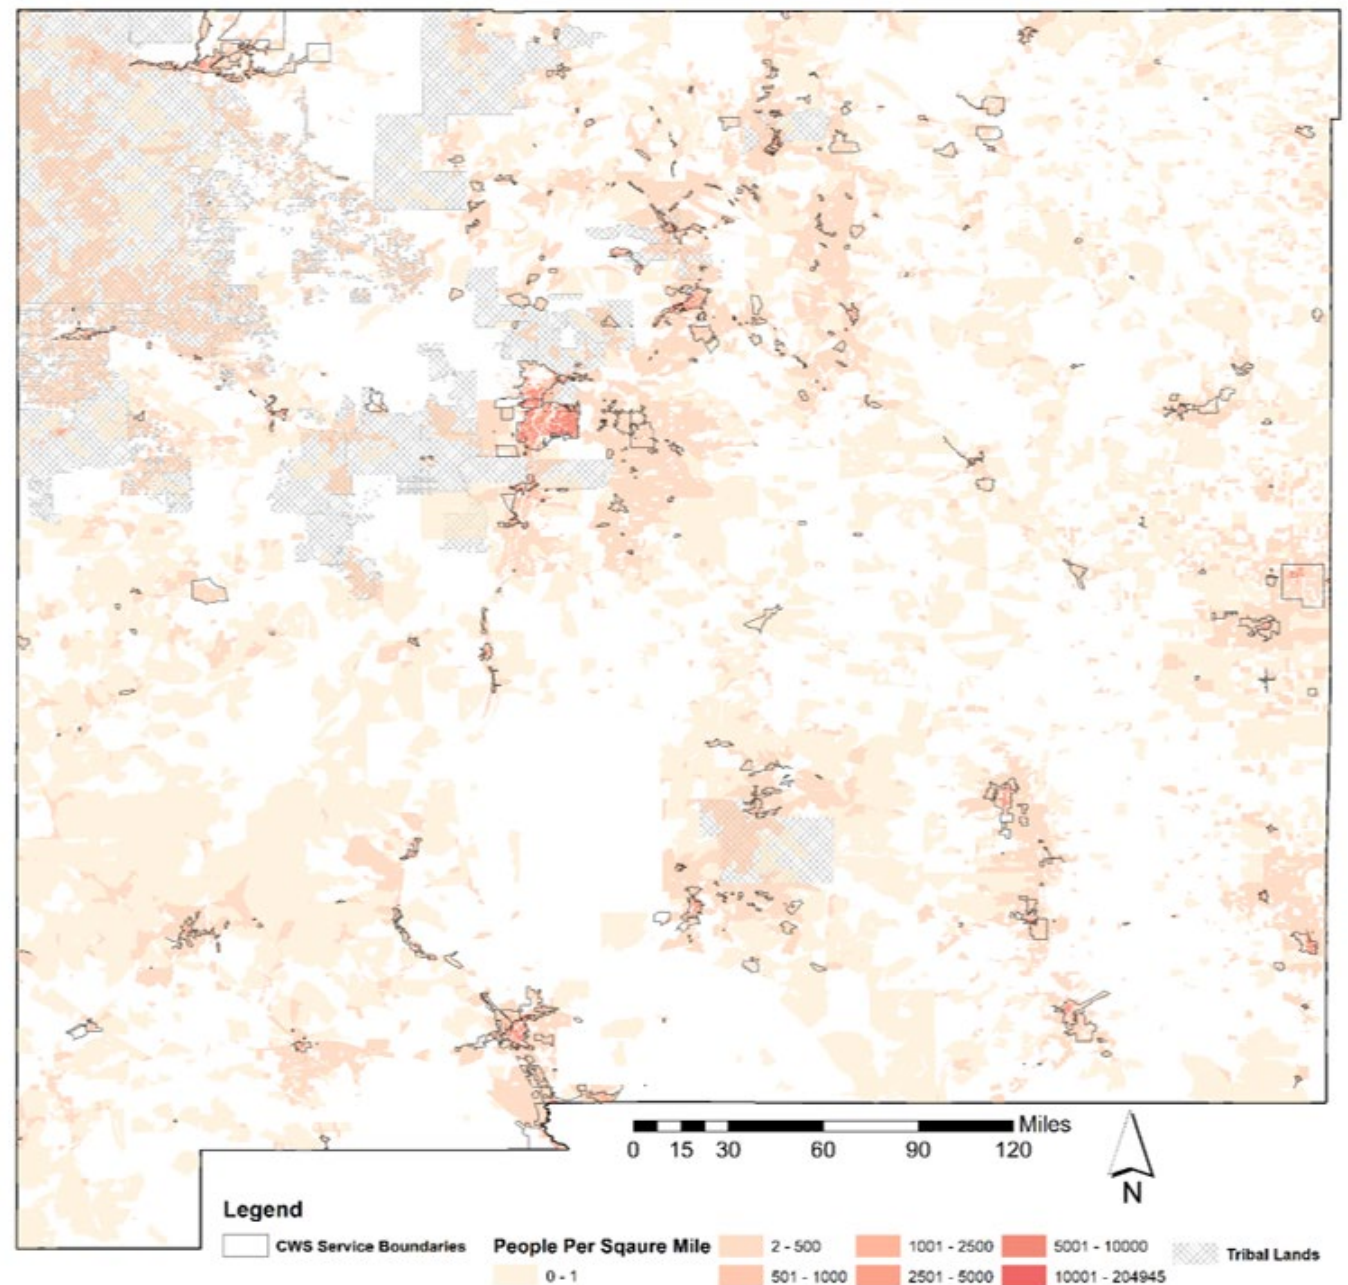 Miles
0 15 30 60 90 120
N
Legend
CWS Service Boundaries
People Per Sqaure Mile
0 - 1
2 - 500
501 - 1000
1001 - 2500
2501 - 5000
5001 - 10000
10001 - 204945
Tribal Lands